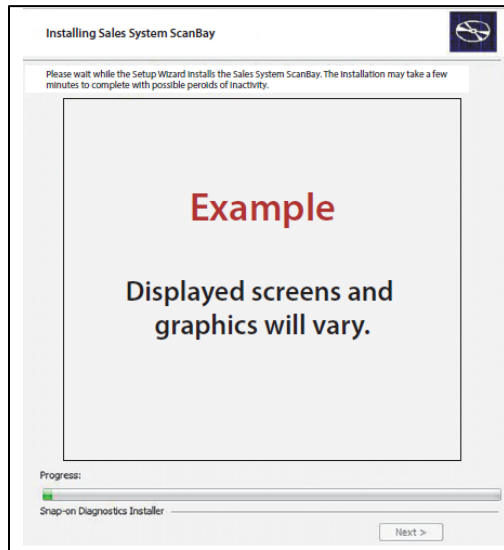 Installing Sales System ScanBay
Please wait while the Setup Wizard installs the Sales System ScanBay. The installation may take a few
minutes to complete with possible peroids of inactivity.
Example
Displayed screens and
graphics will vary.
Progress:
Snap-on Diagnostics Installer
Next >